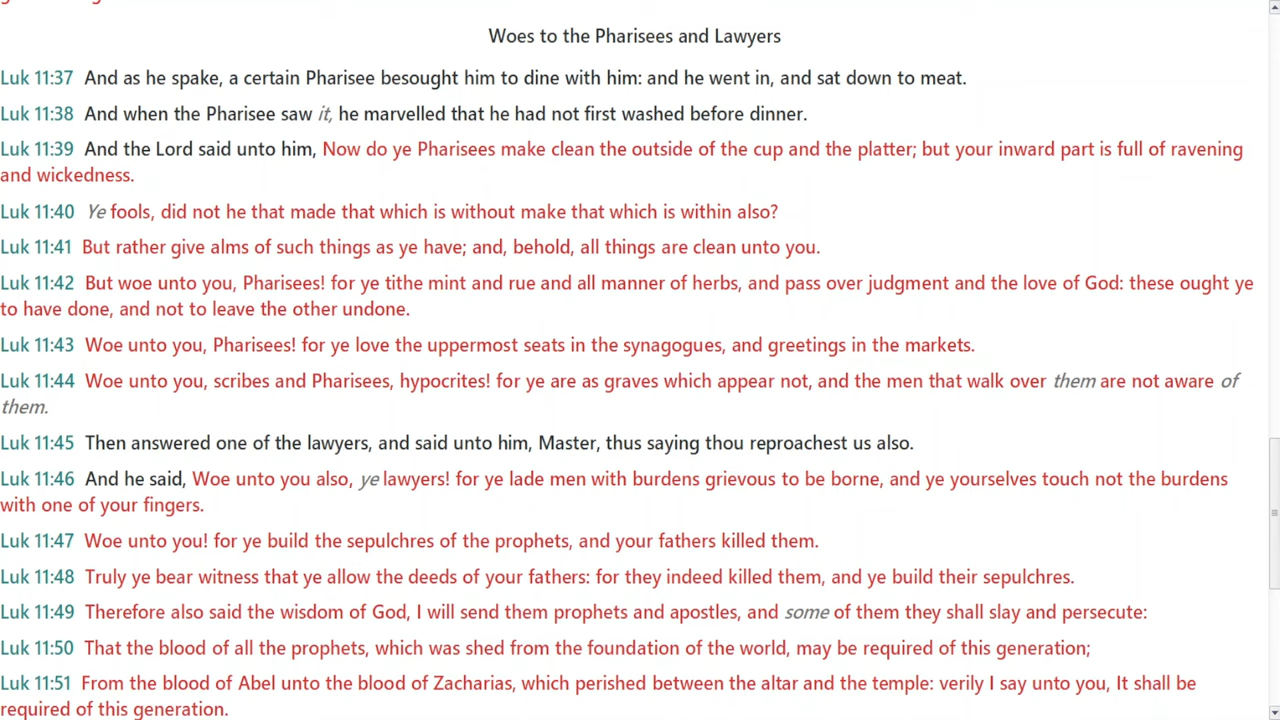 Woes to the Pharisees and Lawyers
Luk 11:37 And as he spake, a certain Pharisee besought him to dine with him: and he went in, and sat down to meat.
Luk 11:38 And when the Pharisee saw it, he marvelled that he had not first washed before dinner.
Luk 11:39 And the Lord said unto him, Now do ye Pharisees make clean the outside of the cup and the platter; but your inward part is full of ravening
and wickedness.
Luk 11:40 Ye fools, did not he that made that which is without make that which is within also?
Luk 11:41 But rather give alms of such things as ye have; and, behold, all things are clean unto you.
Luk 11:42 But woe unto you, Pharisees! for ye tithe mint and rue and all manner of herbs, and pass over judgment and the love of God: these ought ye
to have done, and not to leave the other undone.
Luk 11:43 Woe unto you, Pharisees! for ye love the uppermost seats in the synagogues, and greetings in the markets.
Luk 11:44 Woe unto you, scribes and Pharisees, hypocrites! for ye are as graves which appear not, and the men that walk over them are not aware of
them.
Luk 11:45 Then answered one of the lawyers, and said unto him, Master, thus saying thou reproachest us also.
Luk 11:46 And he said, Woe unto you also, ye lawyers! for ye lade men with burdens grievous to be borne, and ye yourselves touch not the burdens
with one of your fingers.
Luk 11:47 Woe unto you! for ye build the sepulchres of the prophets, and your fathers killed them.
Luk 11:48 Truly ye bear witness that ye allow the deeds of your fathers: for they indeed killed them, and ye build their sepulchres.
Luk 11:49 Therefore also said the wisdom of God, I will send them prophets and apostles, and some of them they shall slay and persecute:
Luk 11:50 That the blood of all the prophets, which was shed from the foundation of the world, may be required of this generation;
Luk 11:51 From the blood of Abel unto the blood of Zacharias, which perished between the altar and the temple: verily I say unto you, It shall be
required of this generation.